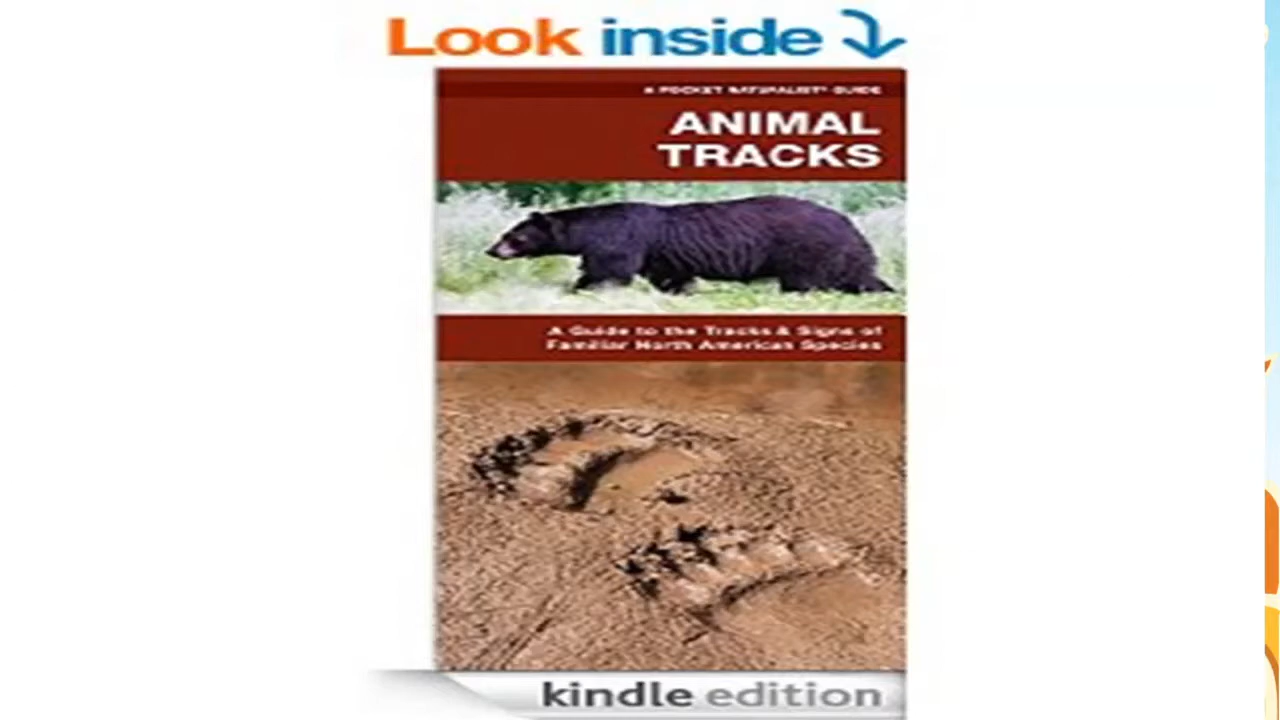 Look inside
A POCKET NATURALIST® GUIDE
ANIMAL
TRACKS
A Guide to the Tracks & Signs of
Familiar North American Species
kindle edition